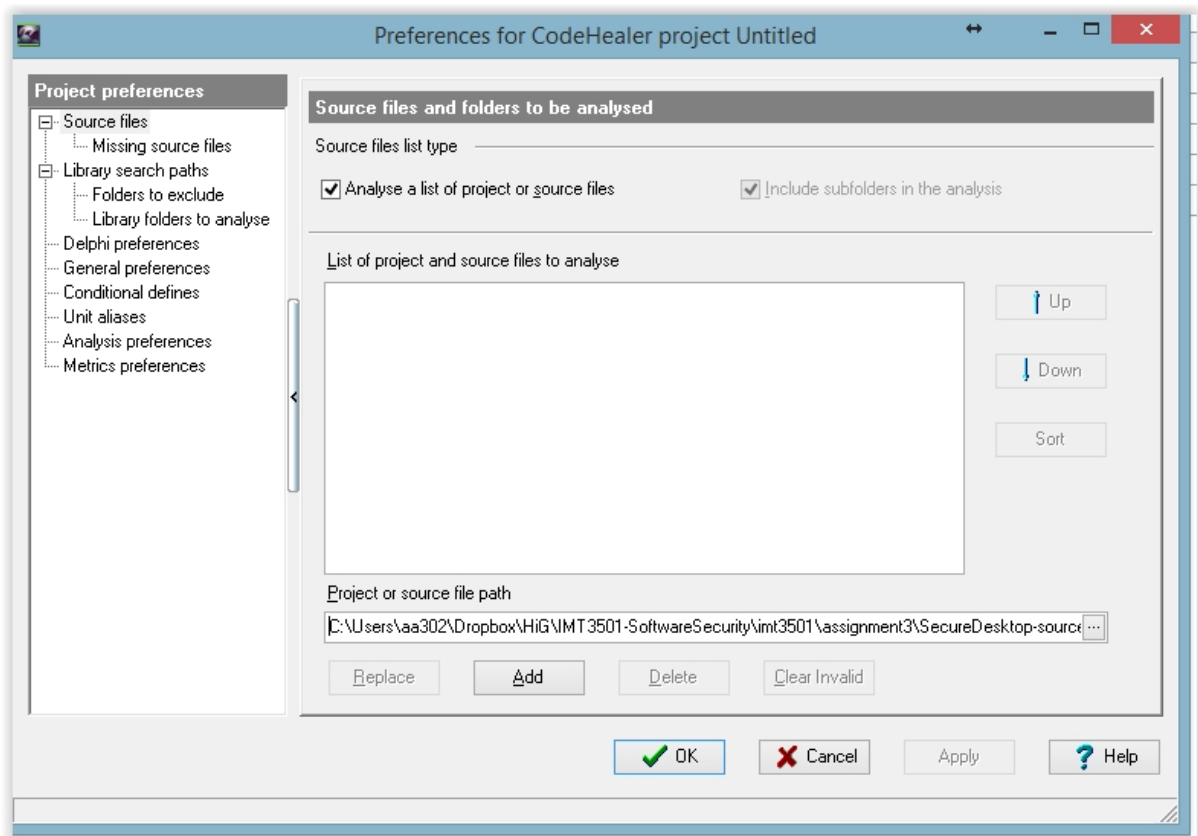 Preferences for CodeHealer project Untitled
Project preferences
Source files
Missing source files
Library search paths
Folders to exclude
Library folders to analyse
Delphi preferences
General preferences
Conditional defines
Unit aliases
Analysis preferences
Metrics preferences
Source files and folders to be analysed
Source files list type
Analyse a list of project or source files
Include subfolders in the analysis
List of project and source files to analyse
Up
Down
Sort
Project or source file path
C:\Users\aa302\Dropbox\HiG\IMT3501-SoftwareSecurity\imt3501\assignment3\SecureDesktop-source ...
Replace Add Delete Clear Invalid
OK Cancel Apply Help